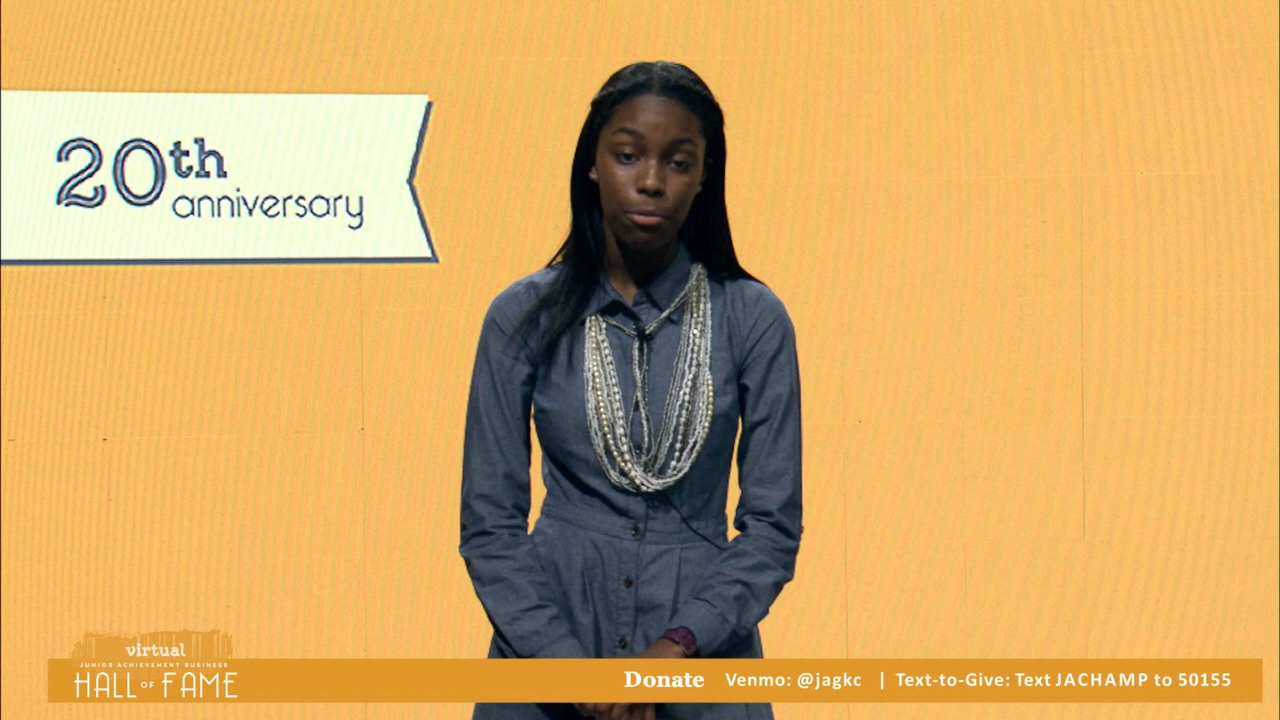 20th
anniversary
virtual
JUNIOR ACHIEVEMENT BUSINESS
HALL OF FAME
Donate Venmo: @jagkc | Text-to-Give: Text JACHAMP to 50155